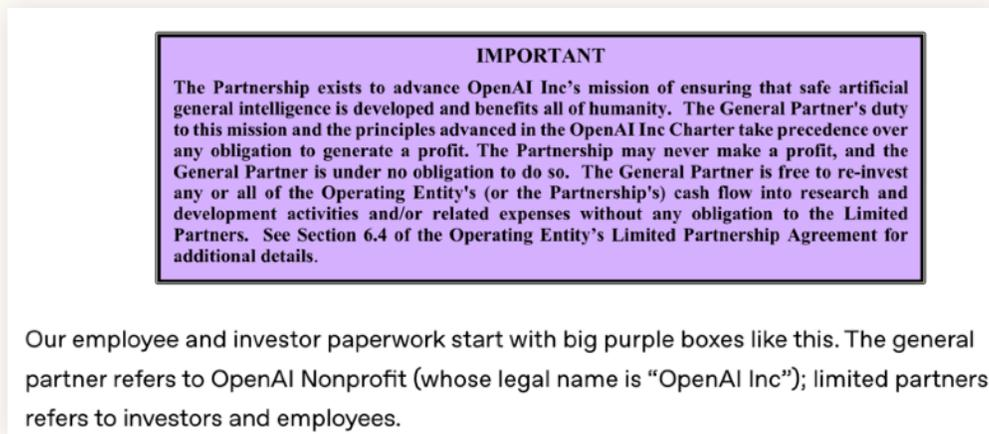 IMPORTANT
The Partnership exists to advance OpenAI Inc's mission of ensuring that safe artificial
general intelligence is developed and benefits all of humanity. The General Partner's duty
to this mission and the principles advanced in the OpenAI Inc Charter take precedence over
any obligation to generate a profit. The Partnership may never make a profit, and the
General Partner is under no obligation to do so. The General Partner is free to re-invest
any or all of the Operating Entity's (or the Partnership's) cash flow into research and
development activities and/or related expenses without any obligation to the Limited
Partners. See Section 6.4 of the Operating Entity's Limited Partnership Agreement for
additional details.
Our employee and investor paperwork start with big purple boxes like this. The general
partner refers to OpenAI Nonprofit (whose legal name is “OpenAI Inc”); limited partners
refers to investors and employees.